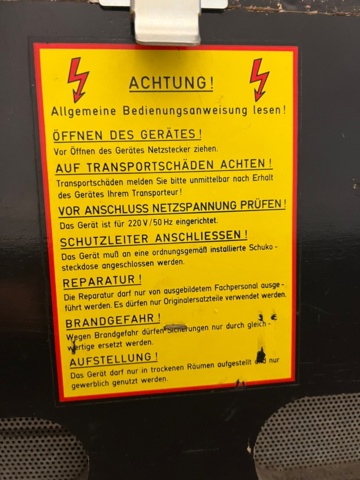 ACHTUNG!
Allgemeine Bedienungsanweisung lesen!
ÖFFNEN DES GERÄTES!
Vor Öffnen des Gerätes Netzstecker ziehen.
AUF TRANSPORTSCHÄDEN ACHTEN!
Transportschäden melden Sie bitte unmittelbar nach Erhalt
des Gerätes Ihrem Transporteur!
VOR ANSCHLUSS NETZSPANNUNG PRÜFEN!
Das Gerät ist für 220V/50Hz eingerichtet.
SCHUTZLEITER ANSCHLIESSEN!
Das Gerät muß an eine ordnungsgemäß installierte Schuko-
steckdose angeschlossen werden.
REPARATUR!
Die Reparatur darf nur von ausgebildetem Fachpersonal ausge-
führt werden. Es dürfen nur Originalersatzteile verwendet werden.
BRANDGEFAHR!
Wegen Brandgefahr dürfen Sicherungen nur durch gleich-
wertige ersetzt werden.
AUFSTELLUNG!
Das Gerät darf nur in trockenen Räumen aufgestellt und nur
gewerblich genutzt werden.